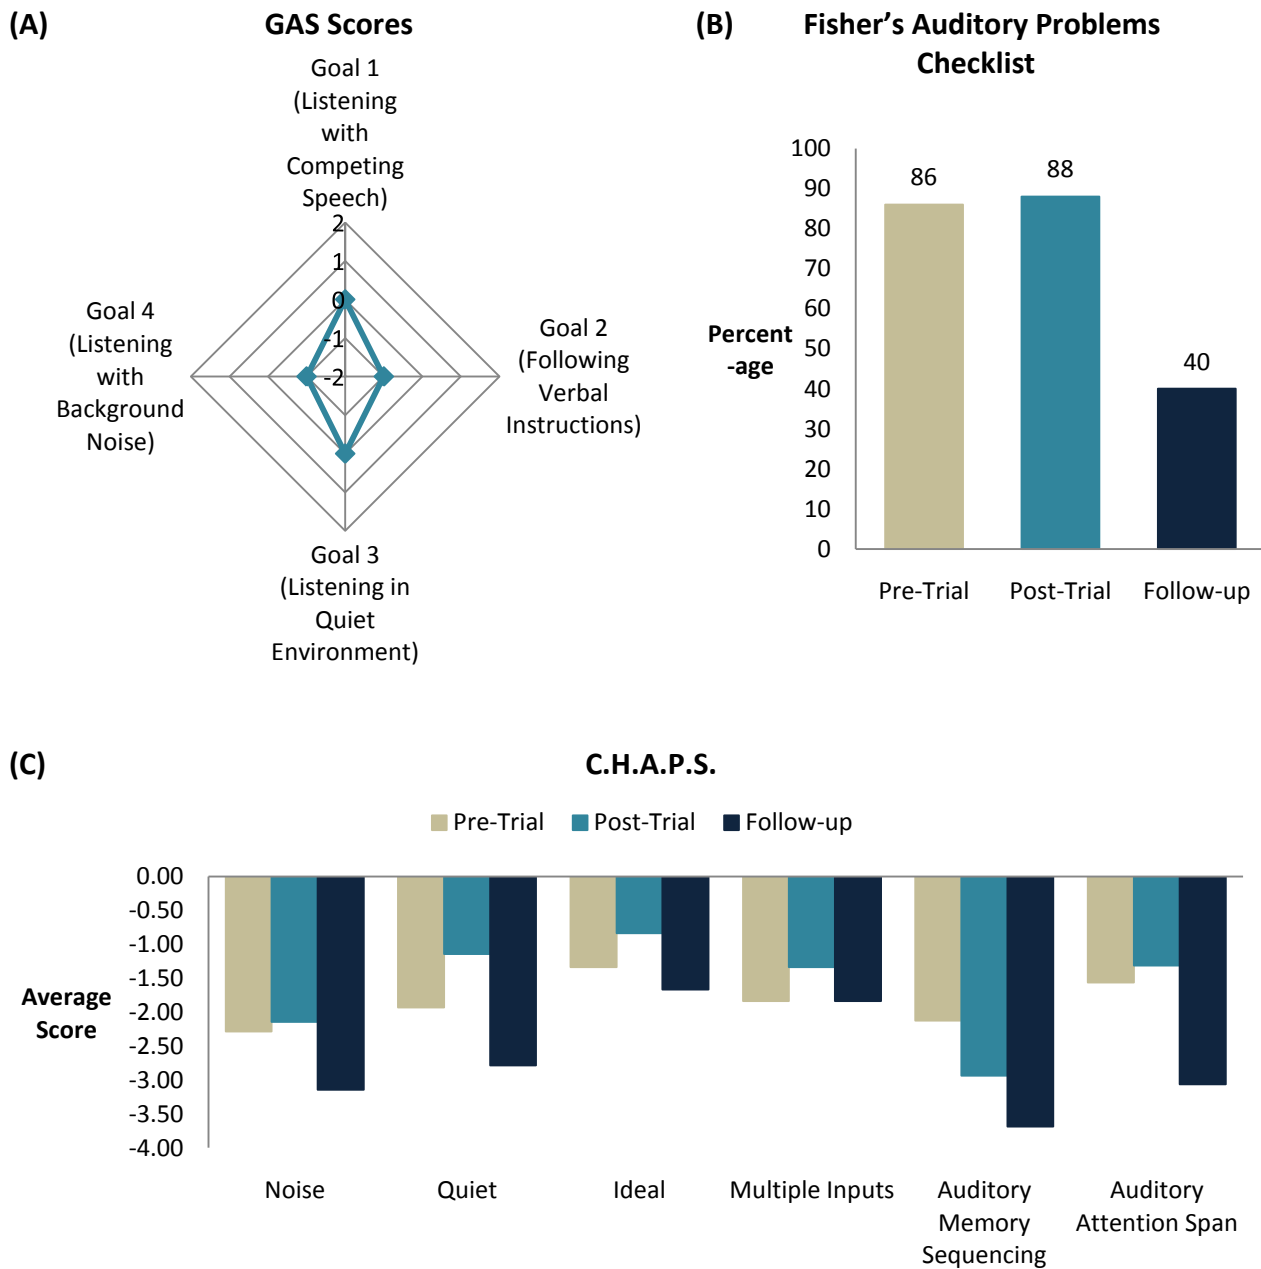 (A)
GAS Scores
Goal 1
(Listening
with
Competing
Speech)
2
1
0
-1
-2
Goal 2
(Following
Verbal
Instructions)
Goal 3
(Listening in
Quiet
Environment)
Goal 4
(Listening
with
Background
Noise)
(B)
Fisher’s Auditory Problems
Checklist
Percent
-age
100
90
80
70
60
50
40
30
20
10
0
86
88
40
Pre-Trial
Post-Trial
Follow-up
(C)
C.H.A.P.S.
Pre-Trial
Post-Trial
Follow-up
Average
Score
0.00
-0.50
-1.00
-1.50
-2.00
-2.50
-3.00
-3.50
-4.00
Noise
Quiet
Ideal
Multiple Inputs
Auditory
Memory
Sequencing
Auditory
Attention Span